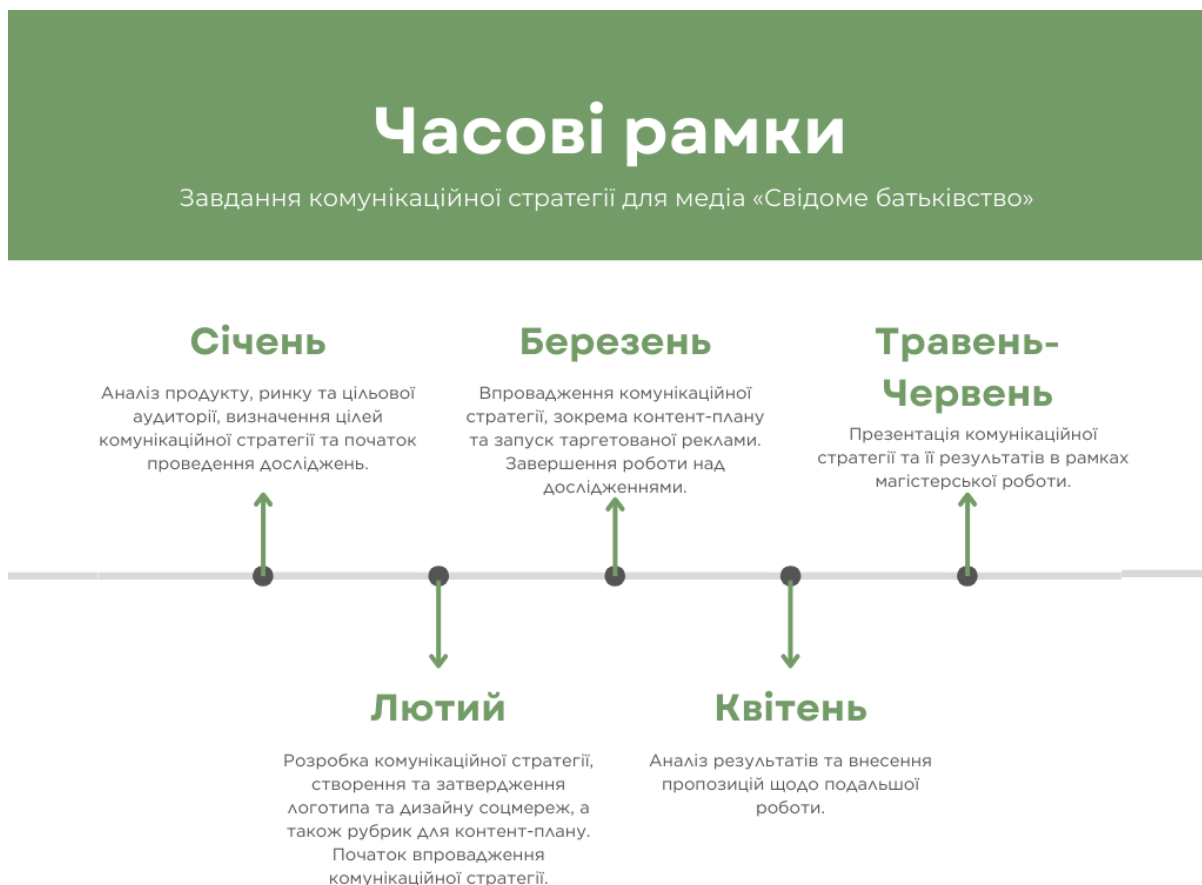 Часові рамки
Завдання комунікаційної стратегії для медіа «Свідоме батьківство»
Січень
Аналіз продукту, ринку та цільової
аудиторії, визначення цілей
комунікаційної стратегії та початок
проведення досліджень.
Березень
Впровадження комунікаційної
стратегії, зокрема контент-плану
та запуск таргетованої реклами.
Завершення роботи над
дослідженнями.
Травень-
Червень
Презентація комунікаційної
стратегії та її результатів в рамках
магістерської роботи.
Лютий
Розробка комунікаційної стратегії,
створення та затвердження
логотипа та дизайну соцмереж, а
також рубрик для контент-плану.
Початок впровадження
комунікаційної стратегії.
Квітень
Аналіз результатів та внесення
пропозицій щодо подальшої
роботи.